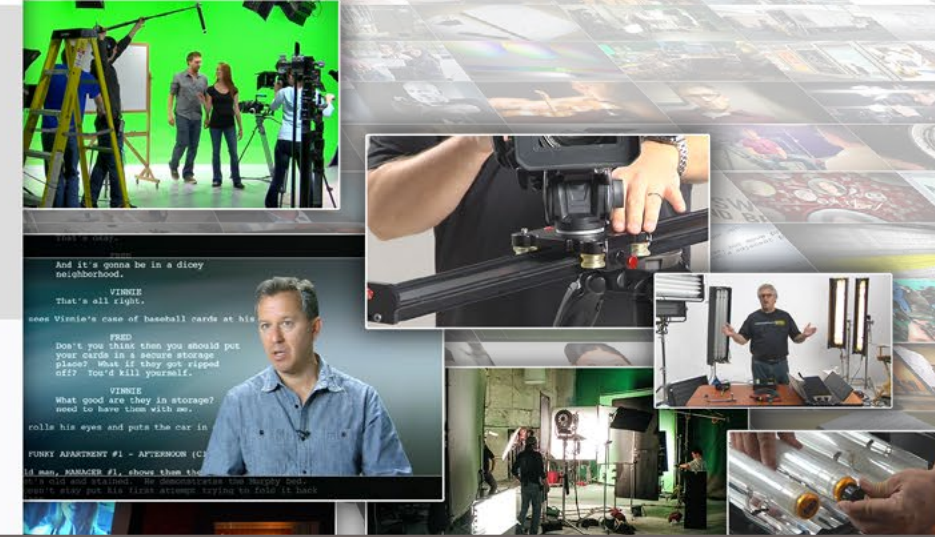 That's okay.
FRED
And it's gonna be in a dicey
neighborhood.
VINNIE
That's all right.
sees Vinnie's case of baseball cards at his
FRED
Don't you think then you should put
your cards in a secure storage
place? What if they got ripped
off? You'd kill yourself.
VINNIE
What good are they in storage?
need to have them with me.
rolls his eyes and puts the car in
FUNKY APARTRENT #1 - AFTERNOON
ld man, MANAGER #1, shows them the
's old and stained. He demonstrates the Murphy bed.
stay put his first attempt trying to fold it back